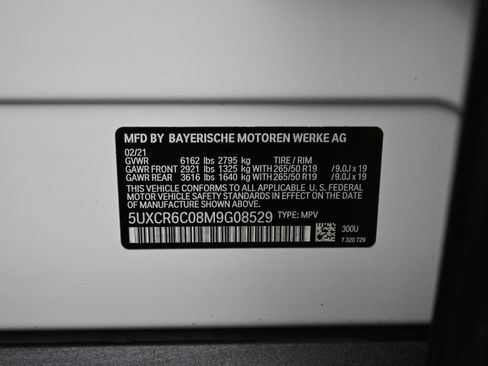 MFD BY BAYERISCHE MOTOREN WERKE AG
02/21
GVWR 6162 lbs 2795 kg TIRE / RIM
GAWR FRONT 2921 lbs 1325 kg WITH 265/50 R19 /9.0J x 19
GAWR REAR 3616 lbs 1640 kg WITH 265/50 R19 /9.0J x 19
THIS VEHICLE CONFORMS TO ALL APPLICABLE U. S. FEDERAL
MOTOR VEHICLE SAFETY STANDARDS IN EFFECT ON THE DATE
OF MANUFACTURE SHOWN ABOVE.
5UXCR6C08M9G08529 TYPE: MPV
300U
7 320 729